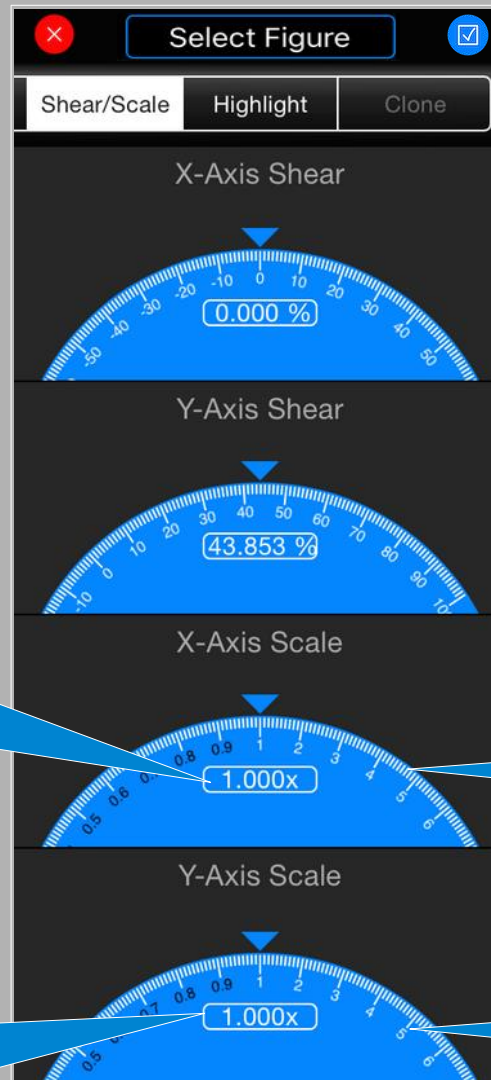 Select Figure
Shear/Scale Highlight Clone
X-Axis Shear
-50 -40 -30 -20 -10 0 10 20 30 40 50
0.000 %
Y-Axis Shear
-10 0 10 20 30 40 50 60 70 80 90 100
43.853 %
X-Axis Scale
0.5 0.6 0.7 0.8 0.9 1 2 3 4 5 6
1.000x
Y-Axis Scale
0.5 0.7 0.8 0.9 1 2 3 4 5 6
1.000x